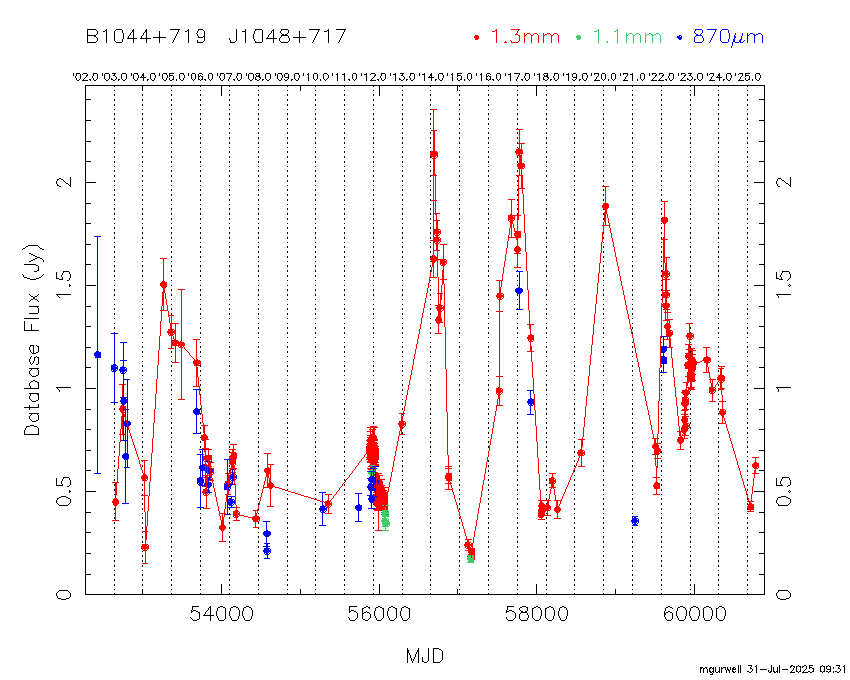 B1044+719 J1048+717 1.3mm 1.1mm 870μm
'02.0 '03.0 '04.0 '05.0 '06.0 '07.0 '08.0 '09.0 '10.0 '11.0 '12.0 '13.0 '14.0 '15.0 '16.0 '17.0 '18.0 '19.0 '20.0 '21.0 '22.0 '23.0 '24.0 '25.0
2 2
1.5 1.5
Database Flux (Jy)
1 1
0.5 0.5
0 0
54000 56000 58000 60000
MJD
mgurwell 31-Jul-2025 09:31